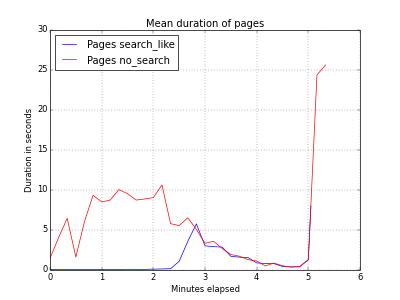 Mean duration of pages
30
25
20
15
10
5
0
Duration in seconds
Pages search_like
Pages no_search
0 1 2 3 4 5 6
Minutes elapsed